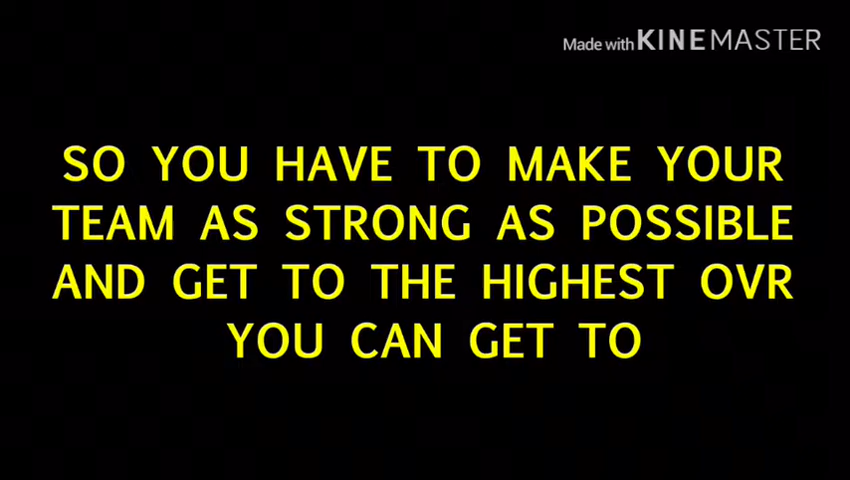 Made with KINEMASTER
SO YOU HAVE TO MAKE YOUR
TEAM AS STRONG AS POSSIBLE
AND GET TO THE HIGHEST OVR
YOU CAN GET TO